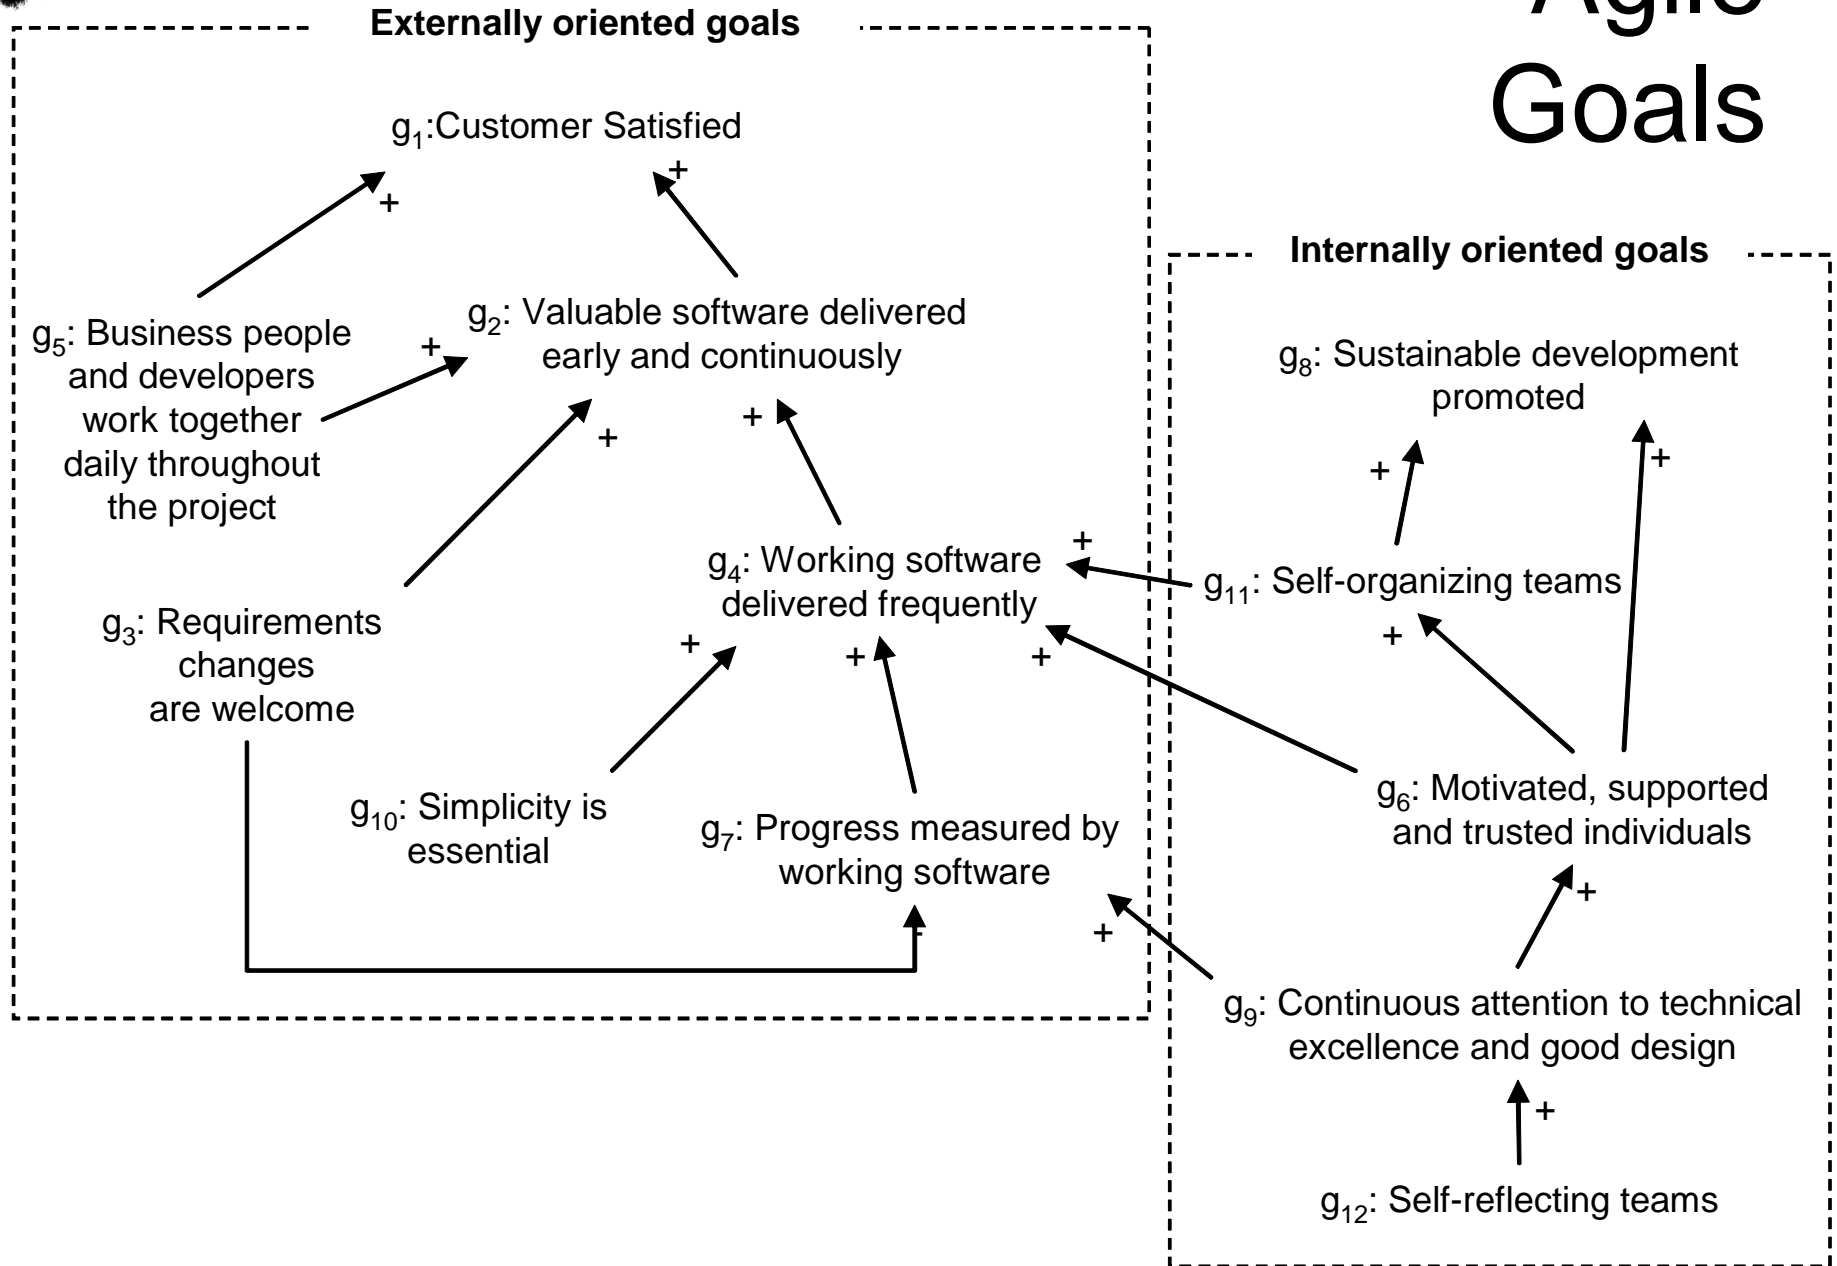 Agile
Goals
Externally oriented goals
g1:Customer Satisfied
+
+
g5: Business people
and developers
work together
daily throughout
the project
+
g2: Valuable software delivered
early and continuously
+
+
g3: Requirements
changes
are welcome
g4: Working software
delivered frequently
+
+
+
+
g10: Simplicity is
essential
g7: Progress measured by
working software
-
+
Internally oriented goals
g8: Sustainable development
promoted
+
+
g11: Self-organizing teams
+
g6: Motivated, supported
and trusted individuals
+
g9: Continuous attention to technical
excellence and good design
+
g12: Self-reflecting teams